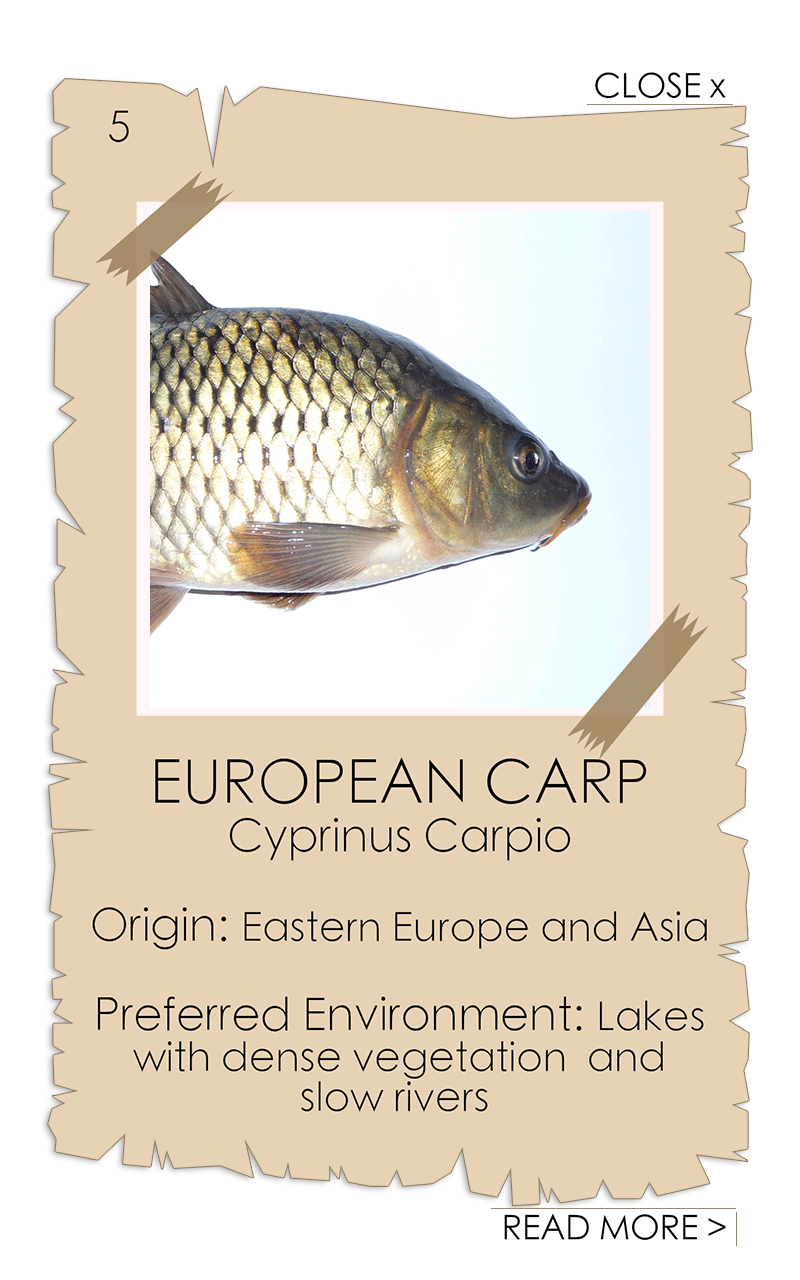 CLOSE x
5
EUROPEAN CARP
Cyprinus Carpio
Origin: Eastern Europe and Asia
Preferred Environment: Lakes
with dense vegetation and
slow rivers
READ MORE >